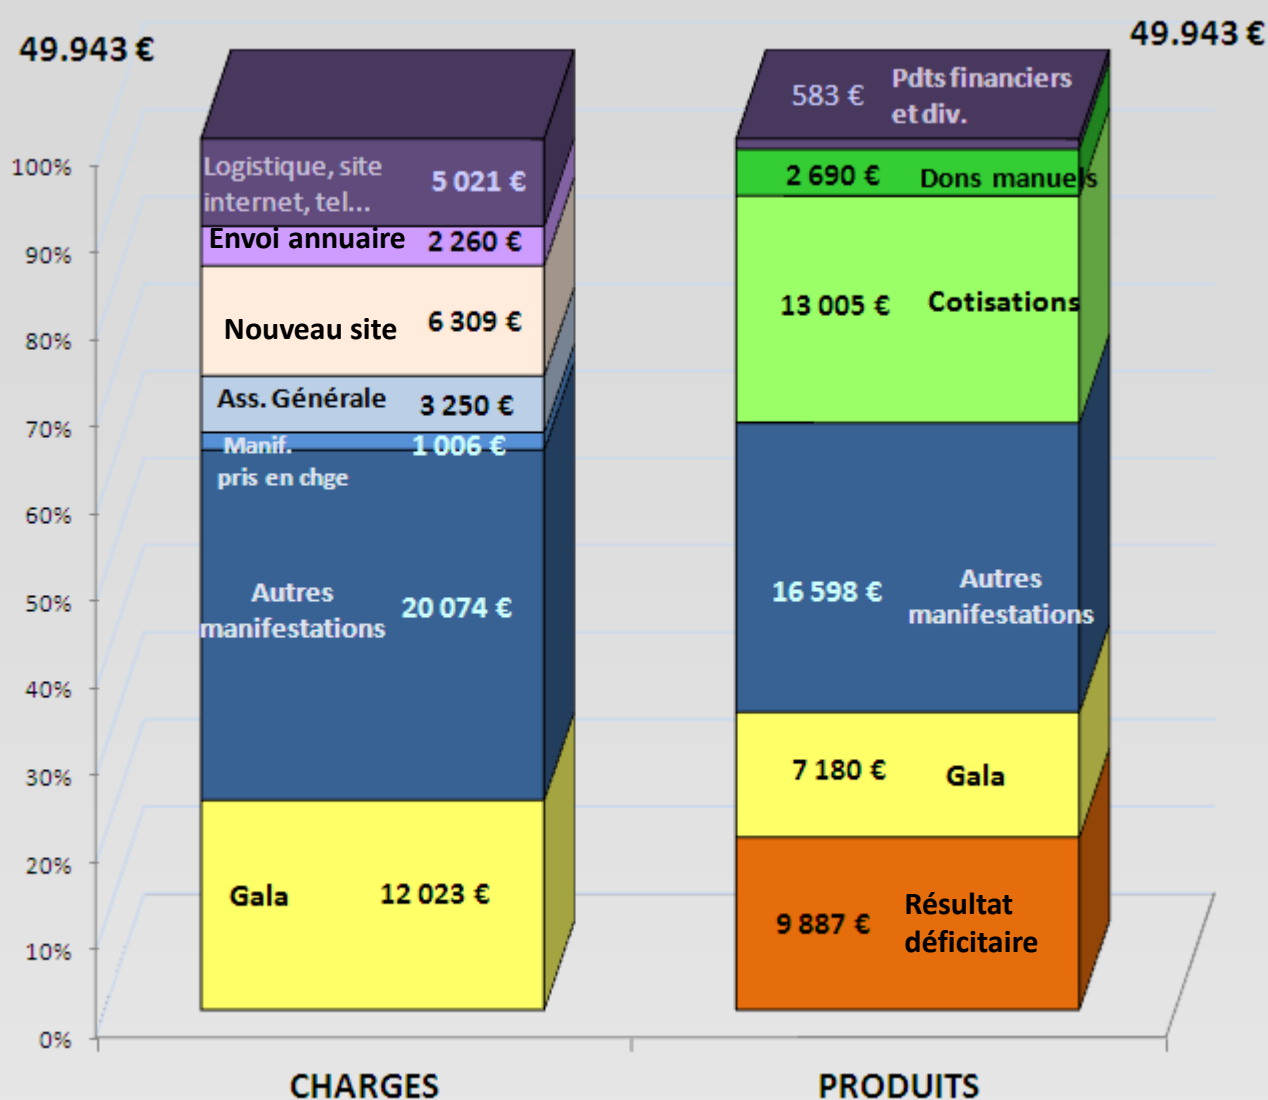 49.943 €
49.943 €
100%
90%
80%
70%
60%
50%
40%
30%
20%
10%
0%
Logistique, site
internet, tel...
5 021 €
Envoi annuaire 2 260 €
Nouveau site 6 309 €
Ass. Générale 3 250 €
Manif. 1 006 €
pris en chge
Autres
manifestations
20 074 €
Gala 12 023 €
CHARGES
583 €
Pdts financiers
et div.
2 690 € Dons manuels
13 005 € Cotisations
16 598 €
Autres
manifestations
7 180 € Gala
9 887 €
Résultat
déficitaire
PRODUITS